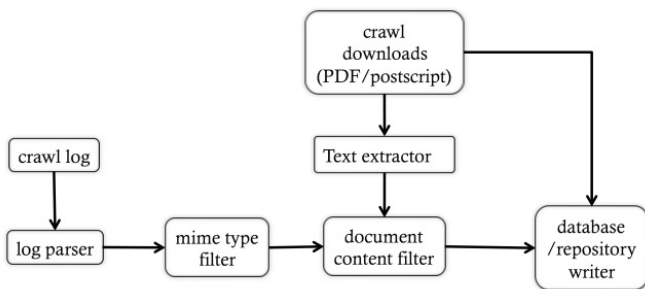 crawl
downloads
(PDF/postscript)
crawl log
Text extractor
log parser
mime type
filter
document
content filter
database
/repository
writer